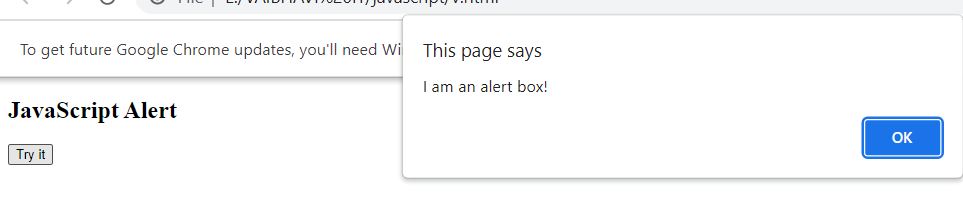 To get future Google Chrome updates, you'll need Wi
This page says
I am an alert box!
OK
JavaScript Alert
Try it